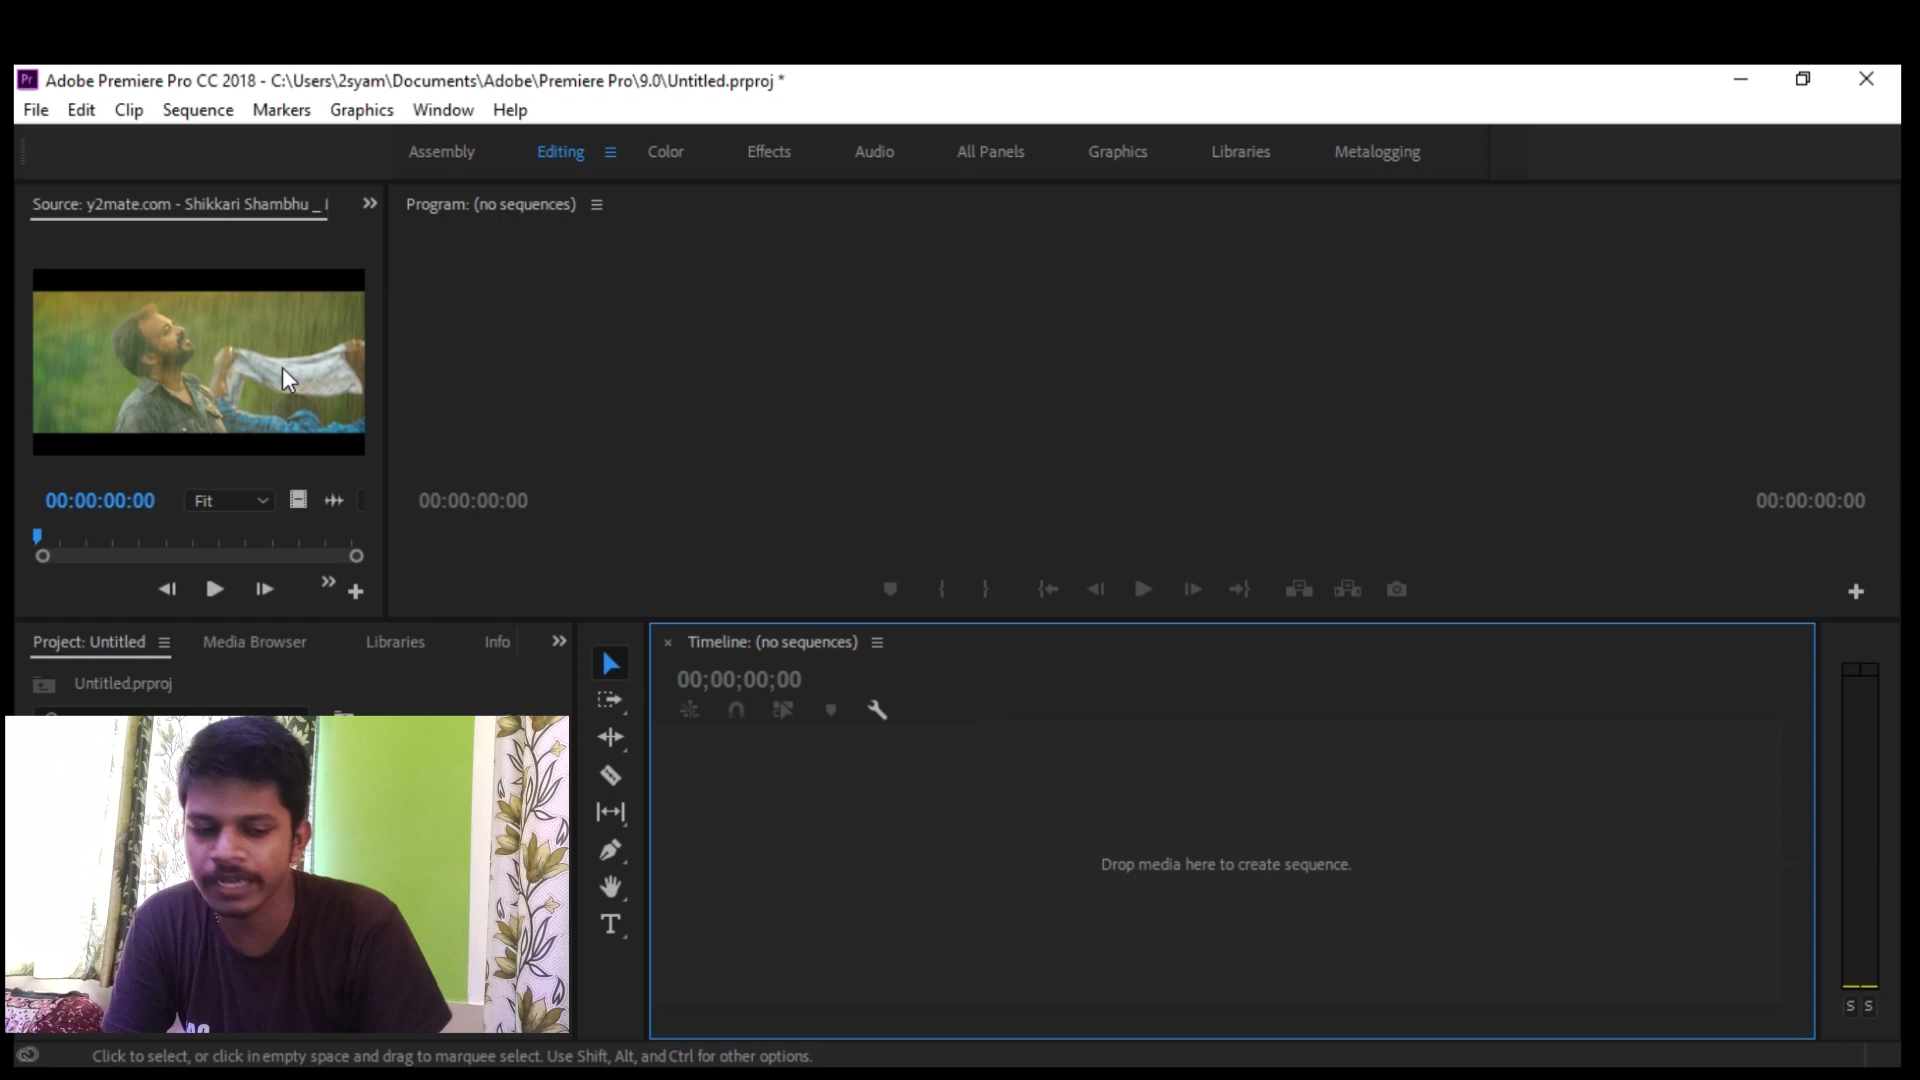 Pr Adobe Premiere Pro CC 2018 - C:\Users\2syam\Documents\Adobe\Premiere Pro\9.0\Untitled.prproj *
File Edit Clip Sequence Markers Graphics Window Help
Assembly Editing Color Effects Audio All Panels Graphics Libraries Metalogging
Source: y2mate.com - Shikkari Shambhu _
Program: (no sequences)
00:00:00:00 Fit
00:00:00:00
00:00:00:00
Project: Untitled Media Browser Libraries Info
Untitled.prproj
Timeline: (no sequences)
00;00;00;00
Drop media here to create sequence.
S S
Click to select, or click in empty space and drag to marquee select. Use Shift, Alt, and Ctrl for other options.